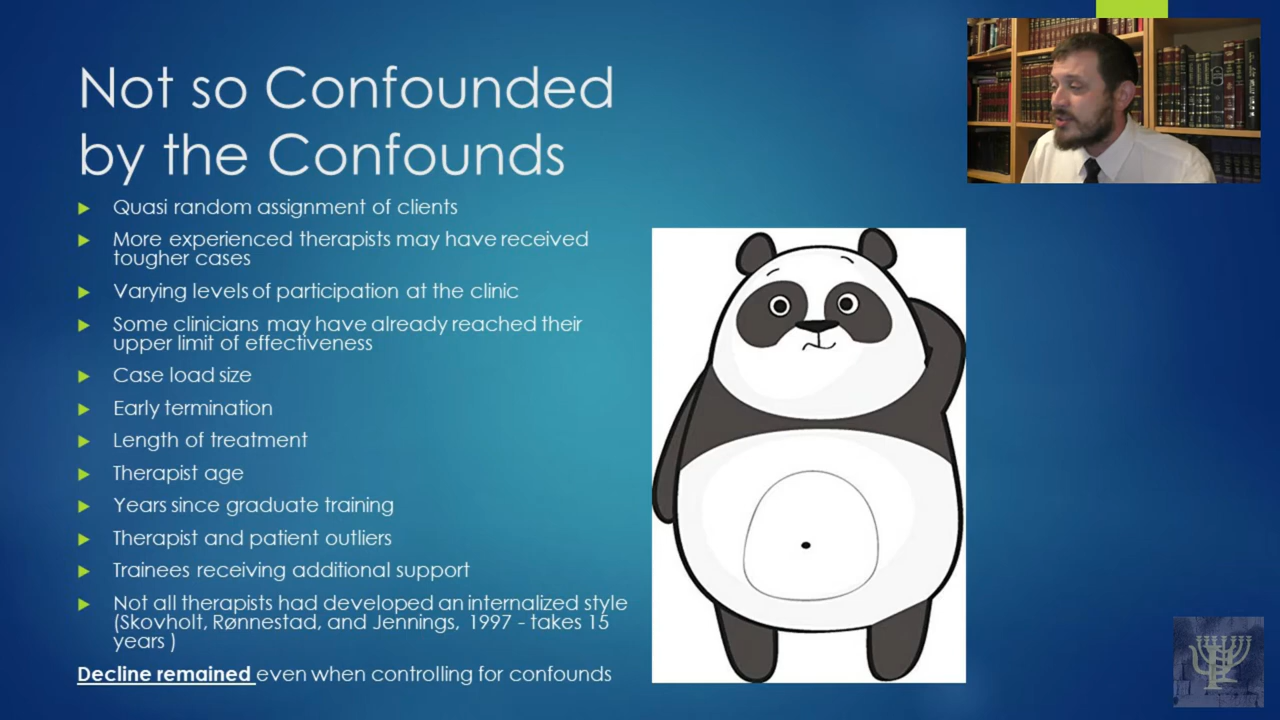 Not so Confounded
by the Confounds
Quasi random assignment of clients
More experienced therapists may have received
tougher cases
Varying levels of participation at the clinic
Some clinicians may have already reached their
upper limit of effectiveness
Case load size
Early termination
Length of treatment
Therapist age
Years since graduate training
Therapist and patient outliers
Trainees receiving additional support
Not all therapists had developed an internalized style
(Skovholt, Rønnestad, and Jennings, 1997 - takes 15
years )
Decline remained even when controlling for confounds